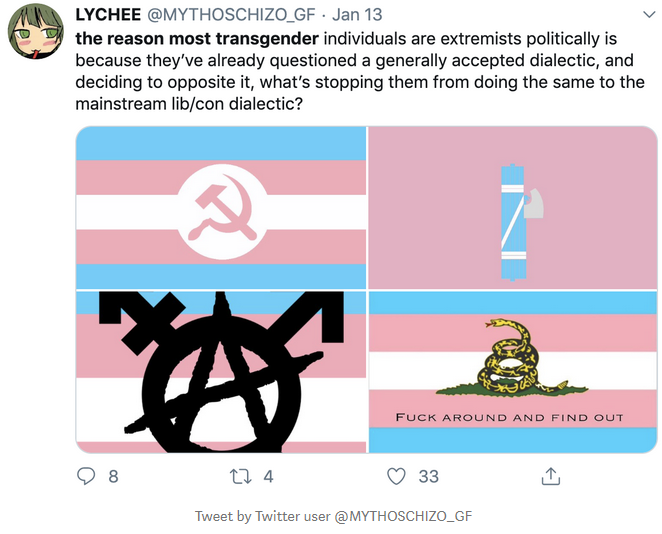 LYCHEE @MYTHOSCHIZO_GF · Jan 13
the reason most transgender individuals are extremists politically is
because they've already questioned a generally accepted dialectic, and
deciding to opposite it, what's stopping them from doing the same to the
mainstream lib/con dialectic?
FUCK AROUND AND FIND OUT
8 4 33
Tweet by Twitter user @MYTHOSCHIZO_GF